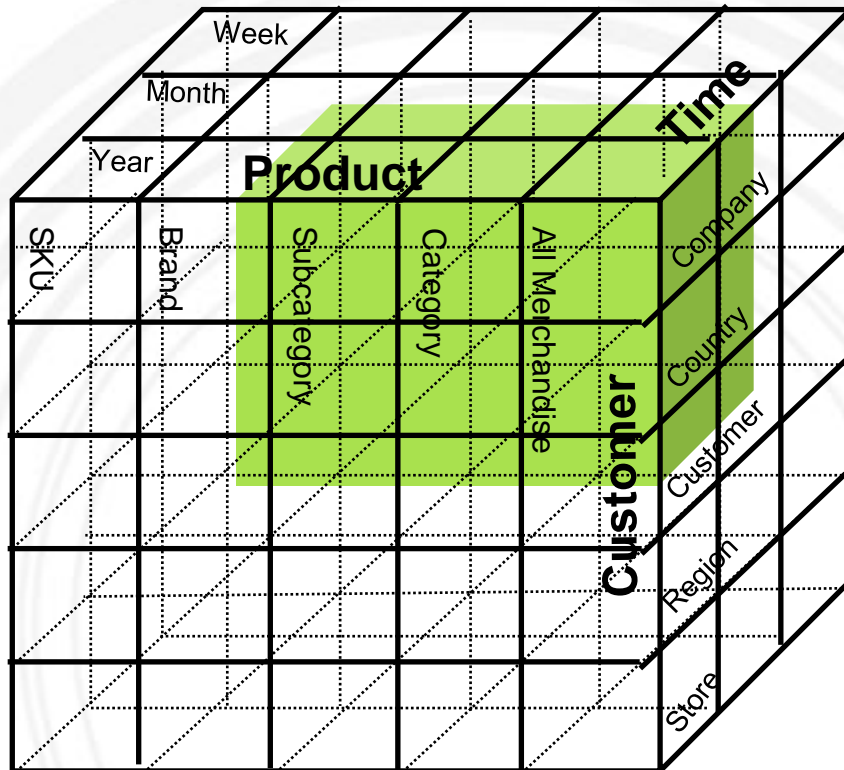 Week
Month
Year
Time
Product
SKU
Brand
Subcategory
Category
All Merchandise
Customer
Company
Country
Customer
Region
Store